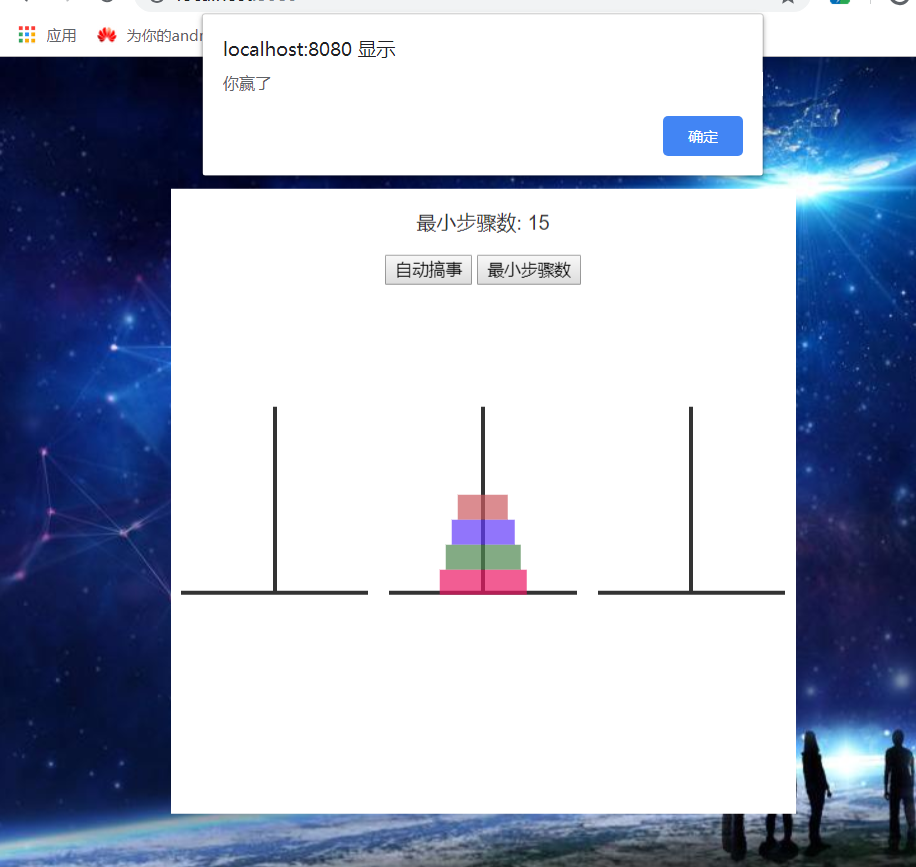 应用
为你的andr
localhost:8080 显示
你赢了
确定
最小步骤数: 15
自动搞事 最小步骤数